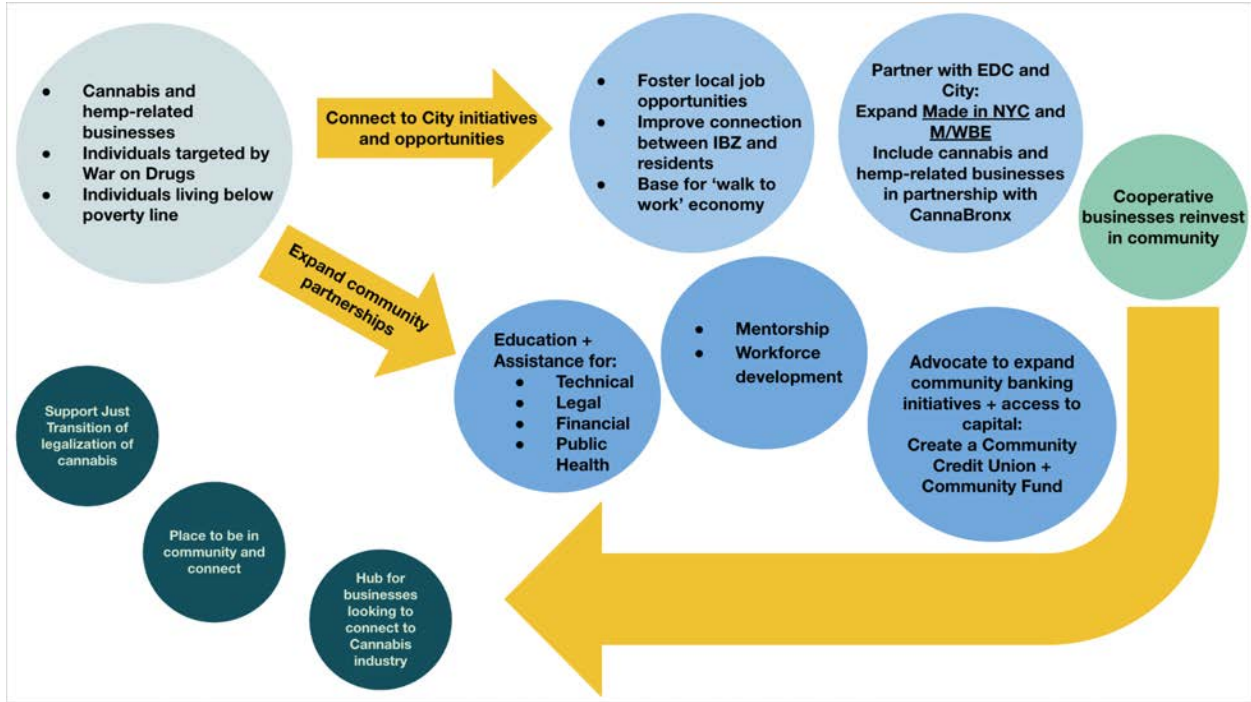 ● Cannabis and
hemp-related
businesses
● Individuals targeted by
War on Drugs
● Individuals living below
poverty line
Connect to City initiatives
and opportunities
● Foster local job
opportunities
● Improve connection
between IBZ and
residents
● Base for ‘walk to
work’ economy
Partner with EDC and
City:
Expand Made in NYC and
M/WBE
Include cannabis and
hemp-related businesses
in partnership with
CannaBronx
Cooperative
businesses reinvest
in community
Expand community
partnerships
Education +
Assistance for:
● Technical
● Legal
● Financial
● Public
Health
● Mentorship
● Workforce
development
Advocate to expand
community banking
initiatives + access to
capital:
Create a Community
Credit Union +
Community Fund
Support Just
Transition of
legalization of
cannabis
Place to be in
community and
connect
Hub for
businesses
looking to
connect to
Cannabis
industry